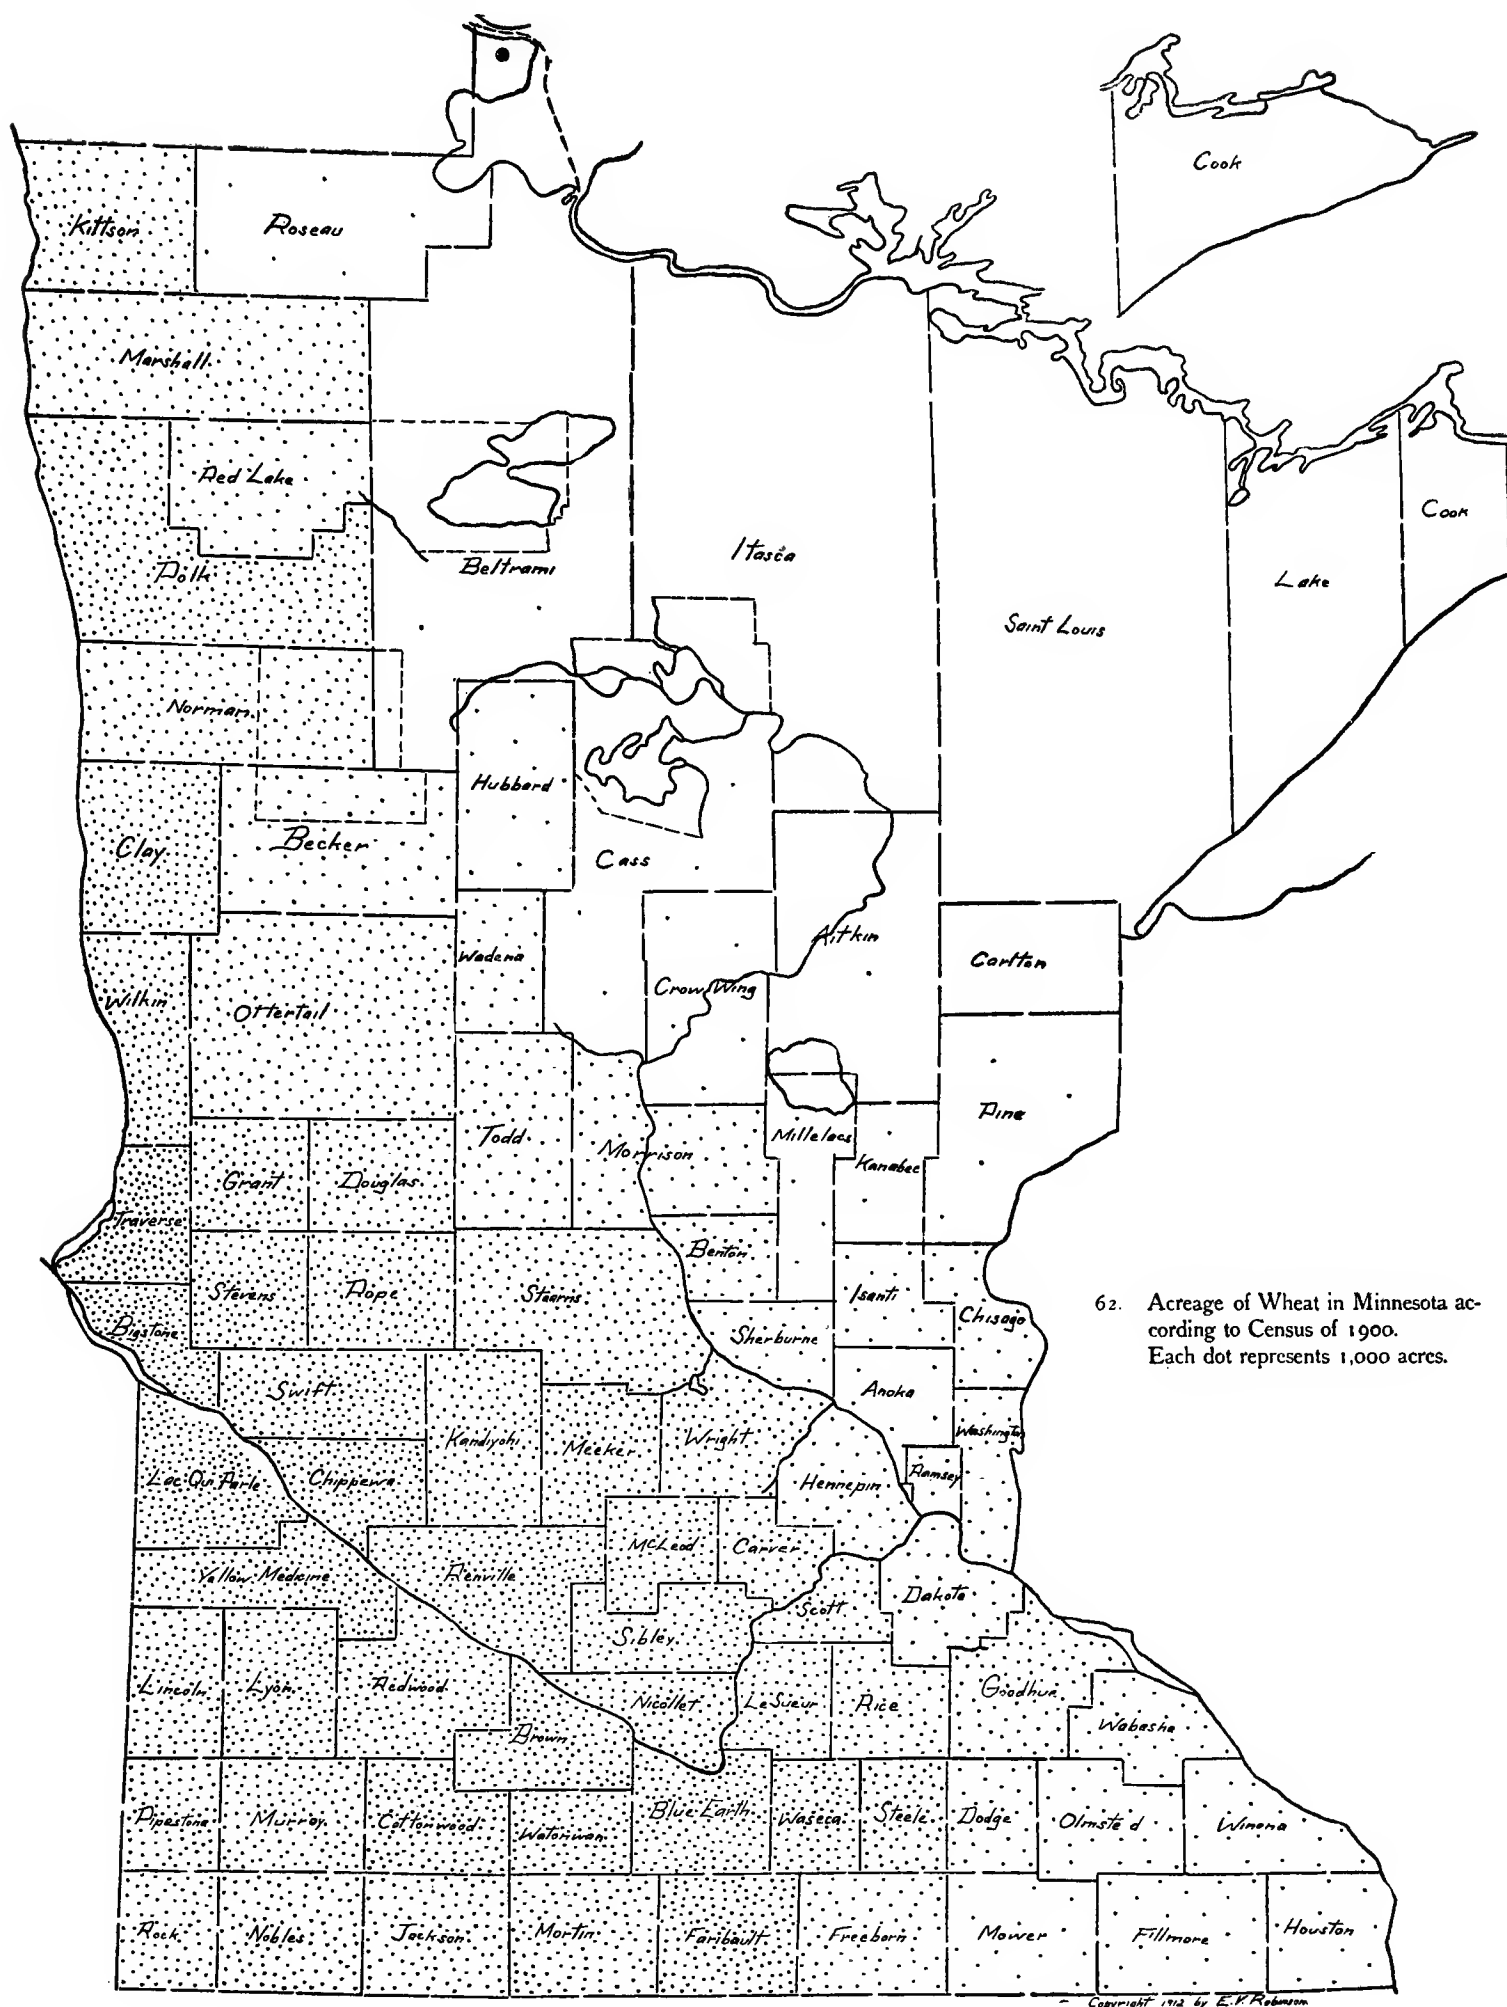 Cook
Kittson
Roseau
Marshall
Red Lake
Cook
Itasca
Beltrami
Polk
Lake
Saint Louis
Norman
Hubbard
Becker
Clay
Cass
Aitkin
Wadena
Carlton
Crow Wing
Wilkin
Ottertail
Pine
Todd
Millelacs
Morrison
Kanabec
Grant
Douglas
Traverse
Benton
Stevens
Pope
Stearns
Isanti
62. Acreage of Wheat in Minnesota ac-
cording to Census of 1900.
Each dot represents 1,000 acres.
Chisago
Bigstone
Sherburne
Swift
Anoka
Washington
Kandiyohi
Meeker
Wright
Ramsey
Lac Qui Parle
Chippewa
Hennepin
McLeod
Carver
Yellow Medicine
Renville
Dakota
Scott
Sibley
Lincoln
Lyon
Redwood
Nicollet
LeSueur
Rice
Goodhue
Wabasha
Brown
Pipestone
Murray
Cottonwood
Watonwan
Blue Earth
Waseca
Steele
Dodge
Olmsted
Winona
Rock
Nobles
Jackson
Martin
Faribault
Freeborn
Mower
Fillmore
Houston
Copyright 1912 by E.V. Robinson